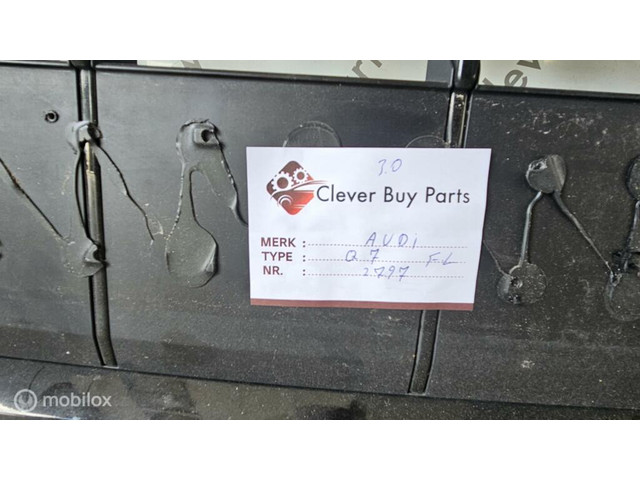 3.0
Clever Buy Parts
MERK : AUDi
TYPE : Q7 FL
NR. : 2797
mobilox